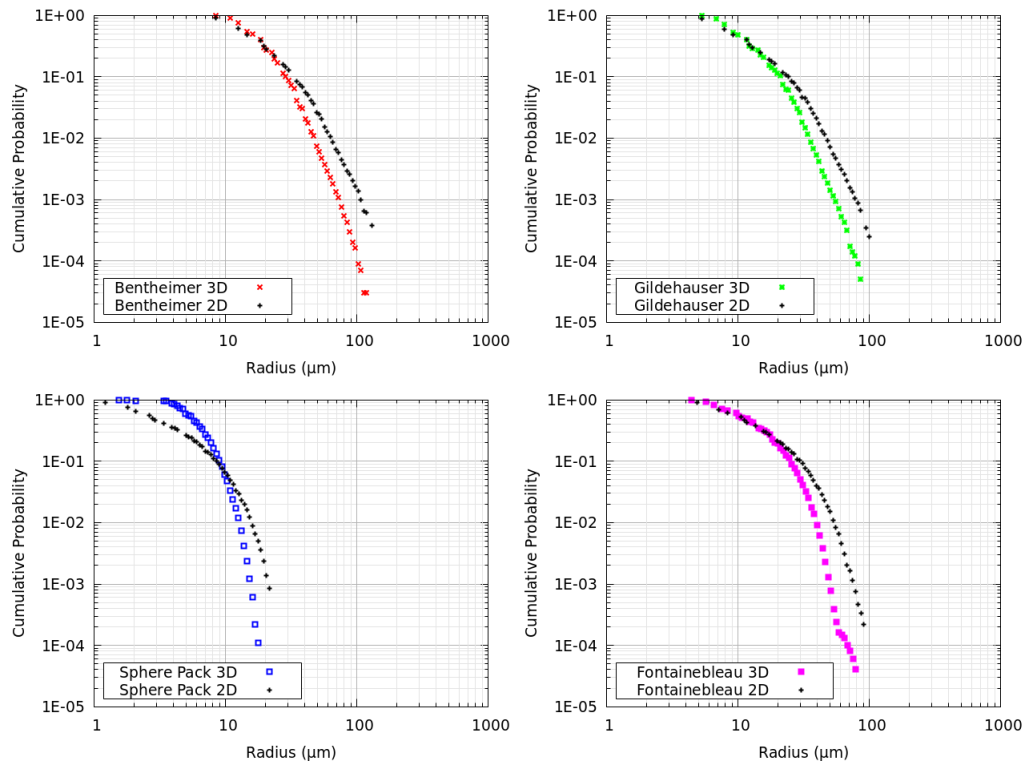 1E+00
1E-01
1E-02
1E-03
1E-04
1E-05
Cumulative Probability
Bentheimer 3D
Bentheimer 2D
1 10 100 1000
Radius (μm)
1E+00
1E-01
1E-02
1E-03
1E-04
1E-05
Cumulative Probability
Gildehauser 3D
Gildehauser 2D
1 10 100 1000
Radius (μm)
1E+00
1E-01
1E-02
1E-03
1E-04
1E-05
Cumulative Probability
Sphere Pack 3D
Sphere Pack 2D
1 10 100 1000
Radius (μm)
1E+00
1E-01
1E-02
1E-03
1E-04
1E-05
Cumulative Probability
Fontainebleau 3D
Fontainebleau 2D
1 10 100 1000
Radius (μm)